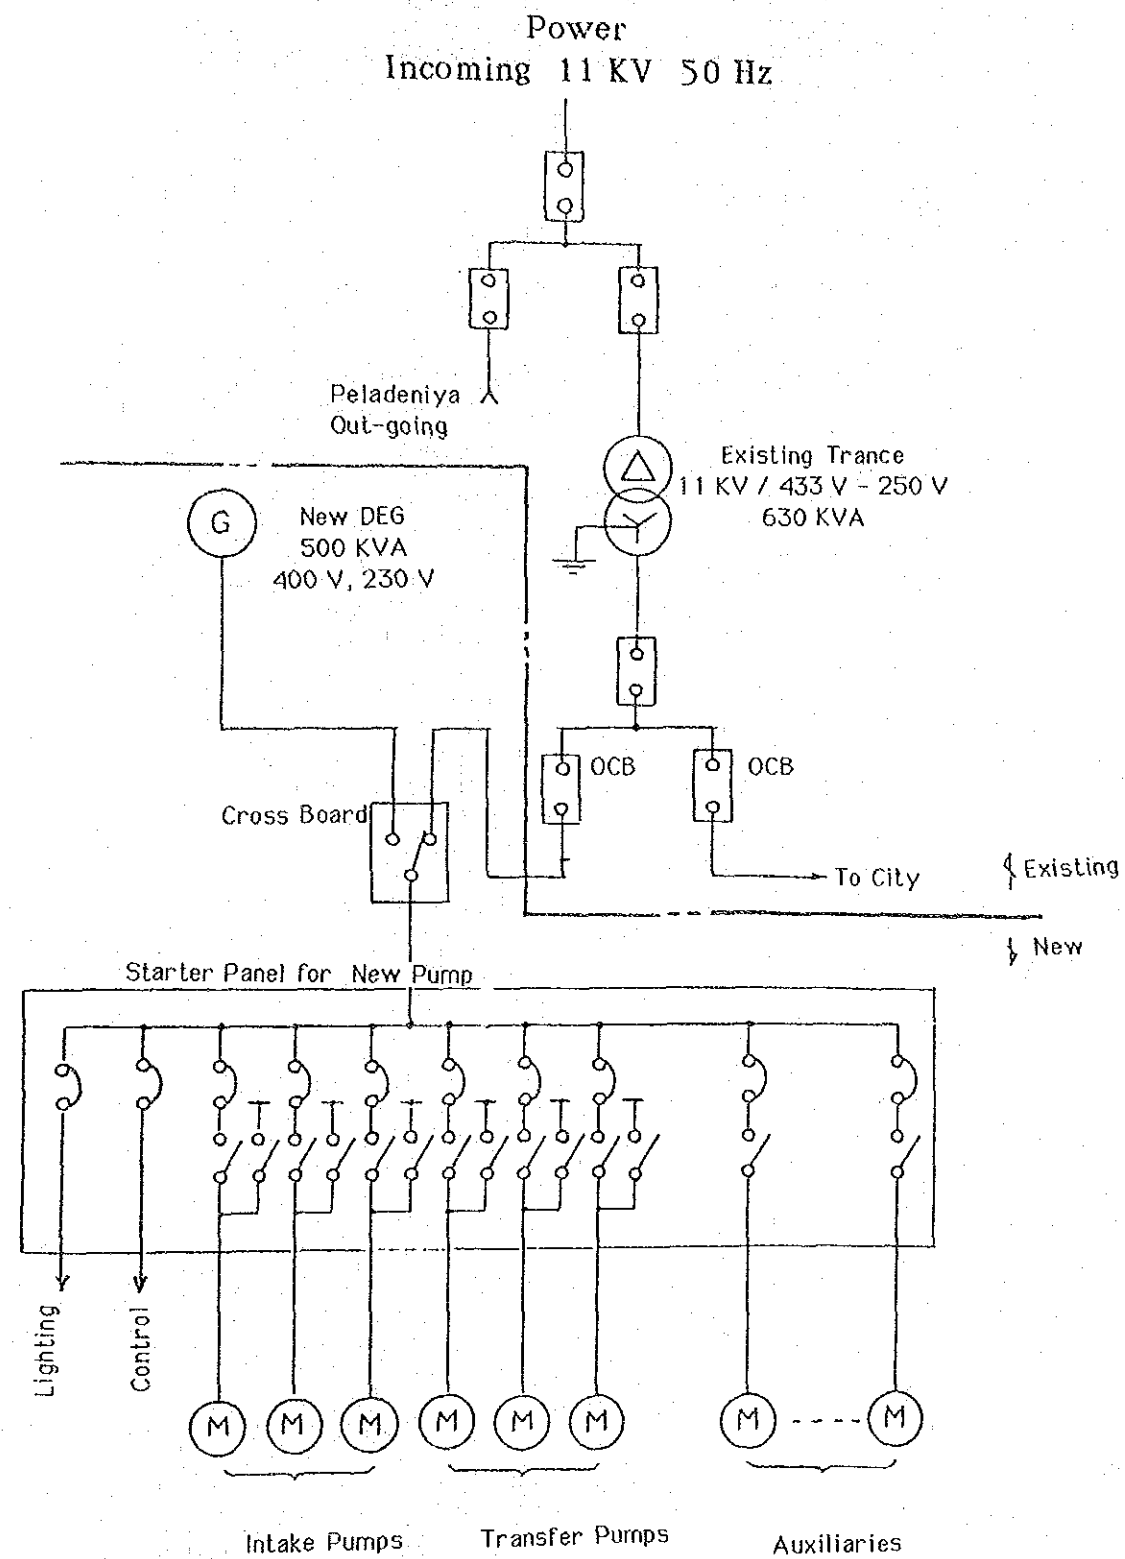 Power
Incoming 11 KV 50 Hz
Peladeniya
Out-going
Existing Trance
11 KV / 433 V - 250 V
630 KVA
G
New DEG
500 KVA
400 V, 230 V
OCB
OCB
Cross Board
To City
Existing
New
Starter Panel for New Pump
Lighting
Control
M
M
M
M
M
M
M
M
Intake Pumps
Transfer Pumps
Auxiliaries